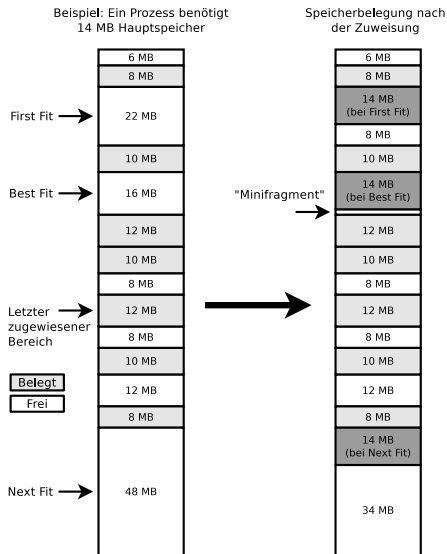 Beispiel: Ein Prozess benötigt
14 MB Hauptspeicher
6 MB
8 MB
First Fit
22 MB
10 MB
Best Fit
16 MB
12 MB
10 MB
8 MB
Letzter
zugewiesener
Bereich
12 MB
8 MB
10 MB
Belegt
Frei
12 MB
8 MB
Next Fit
48 MB
Speicherbelegung nach
der Zuweisung
6 MB
8 MB
14 MB
(bei First Fit)
8 MB
10 MB
14 MB
(bei Best Fit)
"Minifragment"
12 MB
10 MB
8 MB
12 MB
8 MB
10 MB
12 MB
8 MB
14 MB
(bei Next Fit)
34 MB